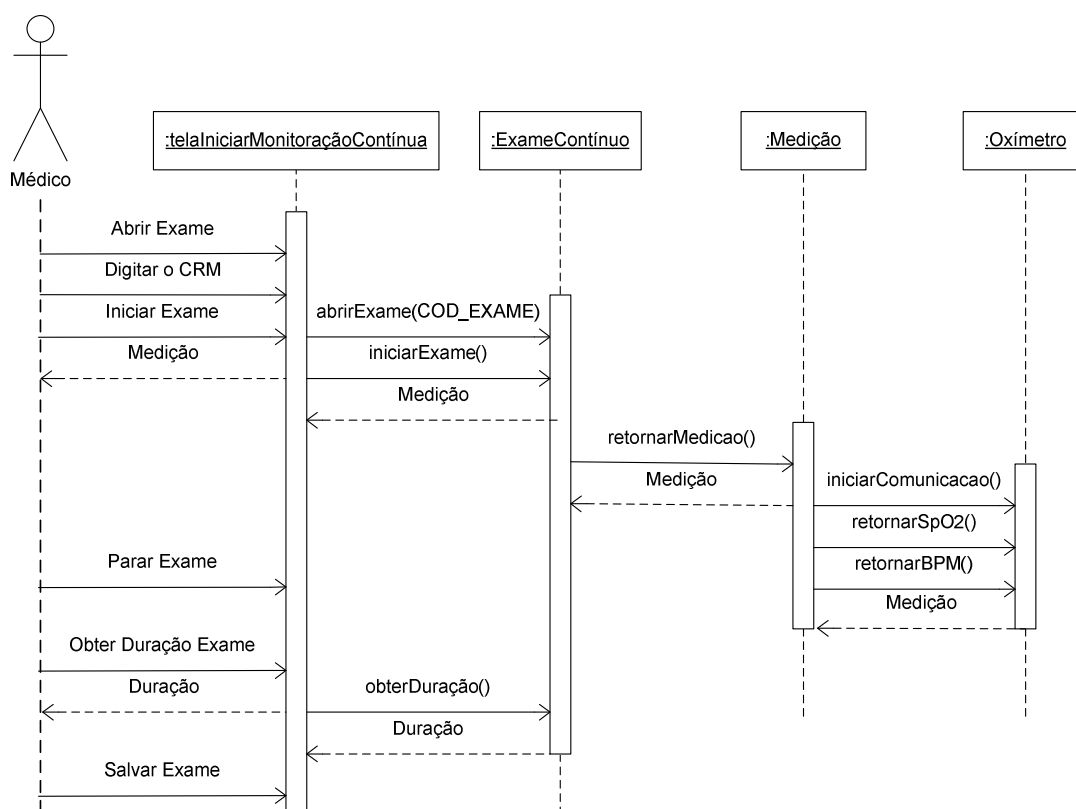 :telaIniciarMonitoraçãoContínua
:ExameContínuo
:Medição
:Oxímetro
Médico
Abrir Exame
Digitar o CRM
Iniciar Exame
abrirExame(COD_EXAME)
Medição
iniciarExame()
Medição
retornarMedicao()
Medição
iniciarComunicacao()
retornarSpO2()
Parar Exame
retornarBPM()
Medição
Obter Duração Exame
Duração
obterDuração()
Duração
Salvar Exame